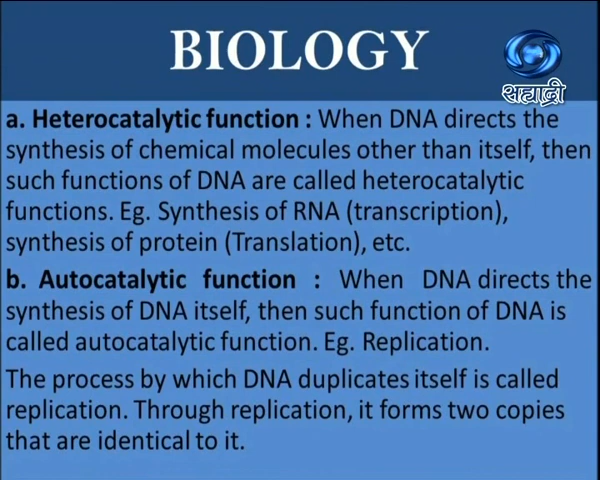 BIOLOGY
सह्याद्री
a. Heterocatalytic function : When DNA directs the
synthesis of chemical molecules other than itself, then
such functions of DNA are called heterocatalytic
functions. Eg. Synthesis of RNA (transcription),
synthesis of protein (Translation), etc.
b. Autocatalytic function : When DNA directs the
synthesis of DNA itself, then such function of DNA is
called autocatalytic function. Eg. Replication.
The process by which DNA duplicates itself is called
replication. Through replication, it forms two copies
that are identical to it.